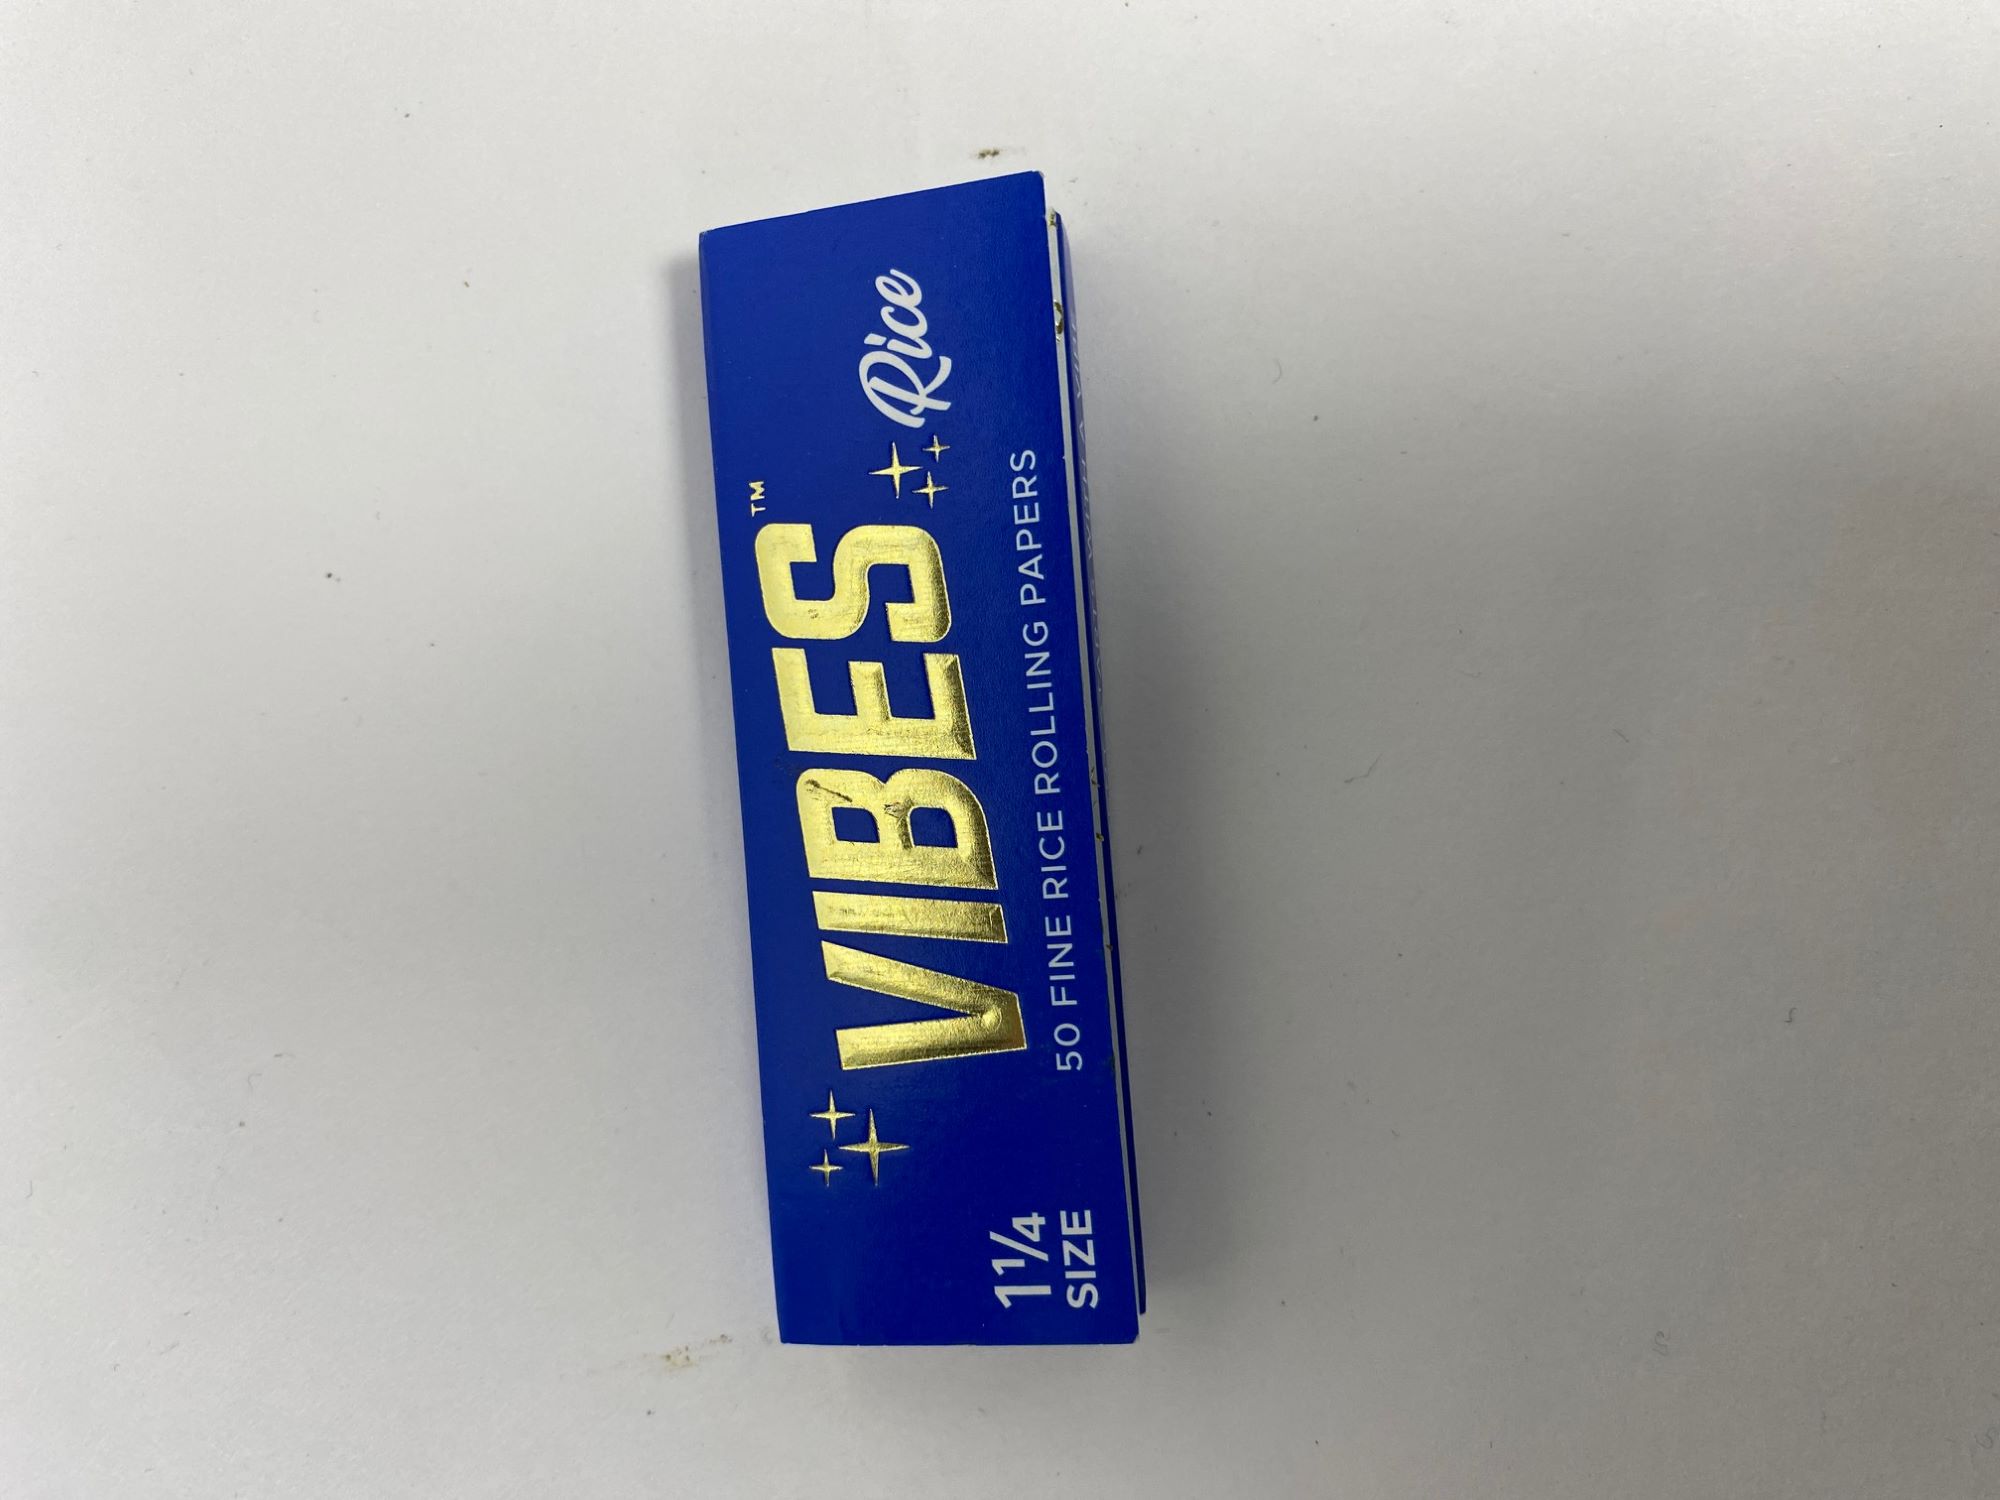 VIBES™
Rice
50 FINE RICE ROLLING PAPERS
1¼
SIZE